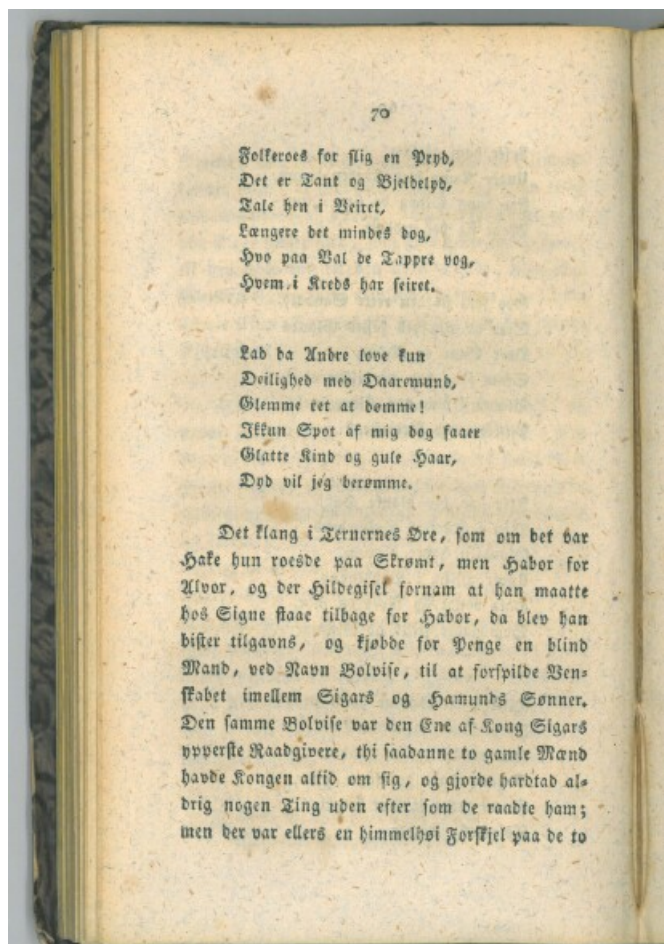 70
Folkeroes for slig en Pryd,
Det er Tant og Bjeldelyd,
Tale hen i Veiret,
Længere det mindes dog,
Hvo paa Val de Tappre vog,
Hvem i Kreds har seiret.
Lad da Andre love kun
Deilighed med Daaremund,
Glemme ret at dømme!
Ikkun Spot af mig dog faaer
Glatte Kind og gule Haar,
Dyd vil jeg berømme.
Det klang i Ternernes Øre, som om det var
Hake hun roesde paa Skrømt, men Habor for
Alvor, og der Hildegisel fornam at han maatte
hos Signe staae tilbage for Habor, da blev han
bister tilgavns, og kjøbde for Penge en blind
Mand, ved Navn Bolvise, til at forspilde Ven=
skabet imellem Sigars og Hamunds Sønner.
Den samme Bolvise var den Ene af Kong Sigars
ypperste Raadgivere, thi saadanne to gamle Mænd
havde Kongen altid om sig, og gjorde hardtad al=
drig nogen Ting uden efter som de raadte ham;
men der var ellers en himmelhøi Forskjel paa de to